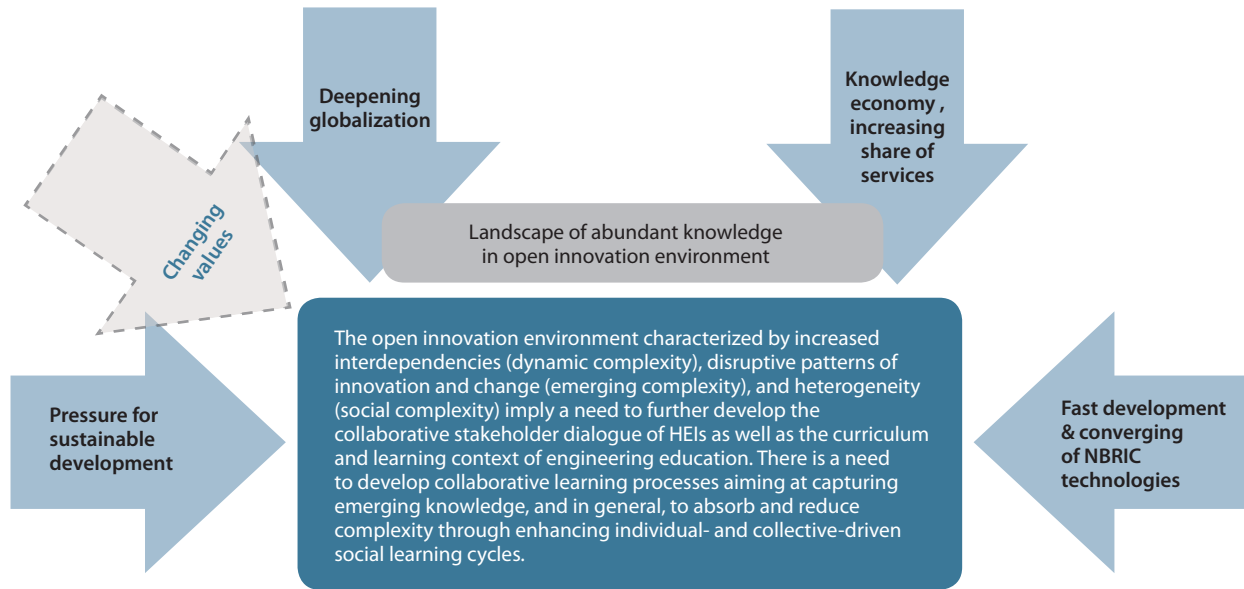 Deepening
globalization
Knowledge
economy ,
increasing
share of
services
Changing
values
Landscape of abundant knowledge
in open innovation environment
Pressure for
sustainable
development
The open innovation environment characterized by increased
interdependencies (dynamic complexity), disruptive patterns of
innovation and change (emerging complexity), and heterogeneity
(social complexity) imply a need to further develop the
collaborative stakeholder dialogue of HEIs as well as the curriculum
and learning context of engineering education. There is a need
to develop collaborative learning processes aiming at capturing
emerging knowledge, and in general, to absorb and reduce
complexity through enhancing individual- and collective-driven
social learning cycles.
Fast development
& converging
of NBRIC
technologies